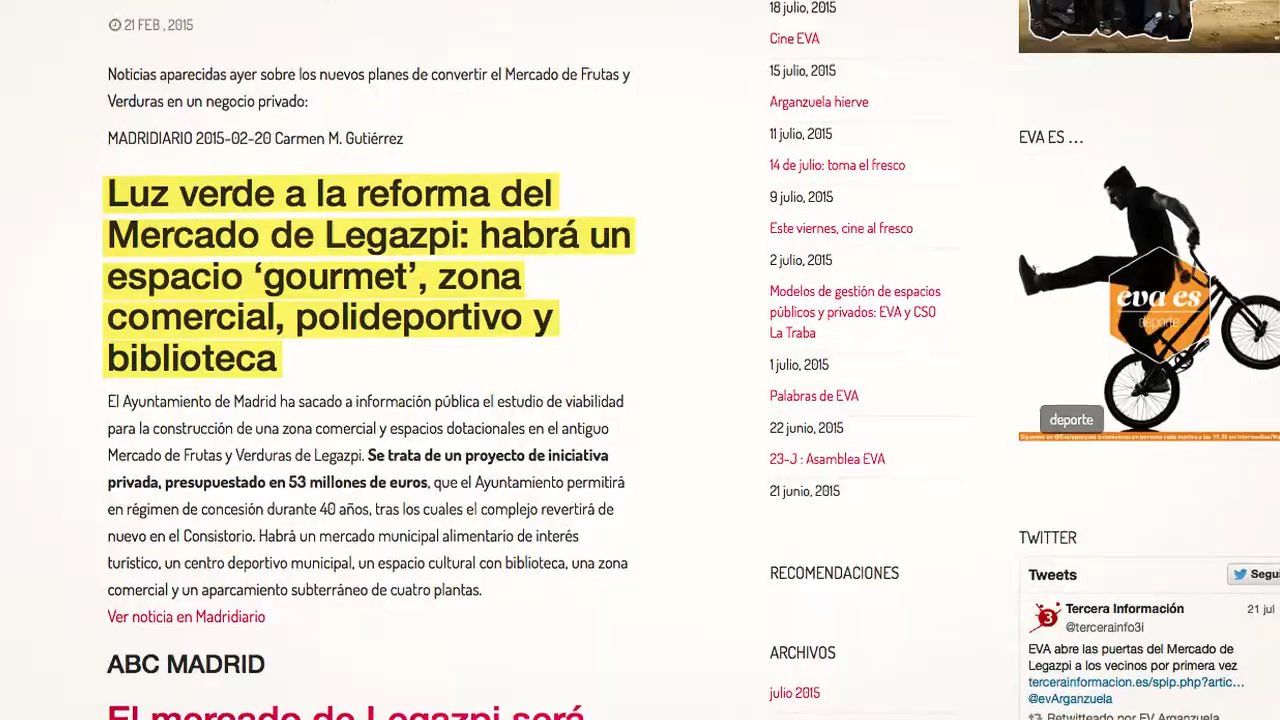 21 FEB , 2015
Noticias aparecidas ayer sobre los nuevos planes de convertir el Mercado de Frutas y
Verduras en un negocio privado:
MADRIDIARIO 2015-02-20 Carmen M. Gutiérrez
Luz verde a la reforma del
Mercado de Legazpi: habrá un
espacio ‘gourmet’, zona
comercial, polideportivo y
biblioteca
El Ayuntamiento de Madrid ha sacado a información pública el estudio de viabilidad
para la construcción de una zona comercial y espacios dotacionales en el antiguo
Mercado de Frutas y Verduras de Legazpi. Se trata de un proyecto de iniciativa
privada, presupuestado en 53 millones de euros, que el Ayuntamiento permitirá
en régimen de concesión durante 40 años, tras los cuales el complejo revertirá de
nuevo en el Consistorio. Habrá un mercado municipal alimentario de interés
turístico, un centro deportivo municipal, un espacio cultural con biblioteca, una zona
comercial y un aparcamiento subterráneo de cuatro plantas.
Ver noticia en Madridiario
ABC MADRID
El mercado de Legazpi será
18 julio, 2015
Cine EVA
15 julio, 2015
Arganzuela hierve
11 julio, 2015
14 de julio: toma el fresco
9 julio, 2015
Este viernes, cine al fresco
2 julio, 2015
Modelos de gestión de espacios
públicos y privados: EVA y CSO
La Traba
1 julio, 2015
Palabras de EVA
22 junio, 2015
23-J : Asamblea EVA
21 junio, 2015
RECOMENDACIONES
ARCHIVOS
julio 2015
EVA ES ...
eva es
deporte
deporte
TWITTER
Tweets
Segui
Tercera Información
21 jul
@tercerainfo3i
EVA abre las puertas del Mercado de
Legazpi a los vecinos por primera vez
tercerainformacion.es/spip.php?artic...
@evArganzuela
Retwitteado por EV Arganzuela